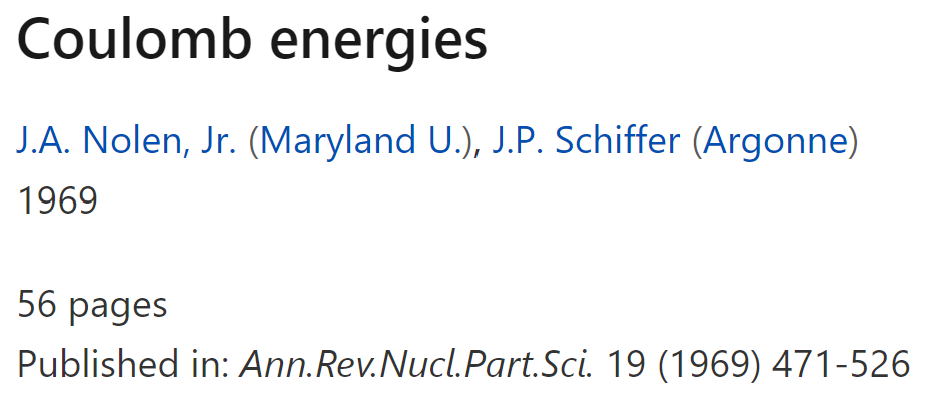 Coulomb energies
J.A. Nolen, Jr. (Maryland U.), J.P. Schiffer (Argonne)
1969
56 pages
Published in: Ann.Rev.Nucl.Part.Sci. 19 (1969) 471-526